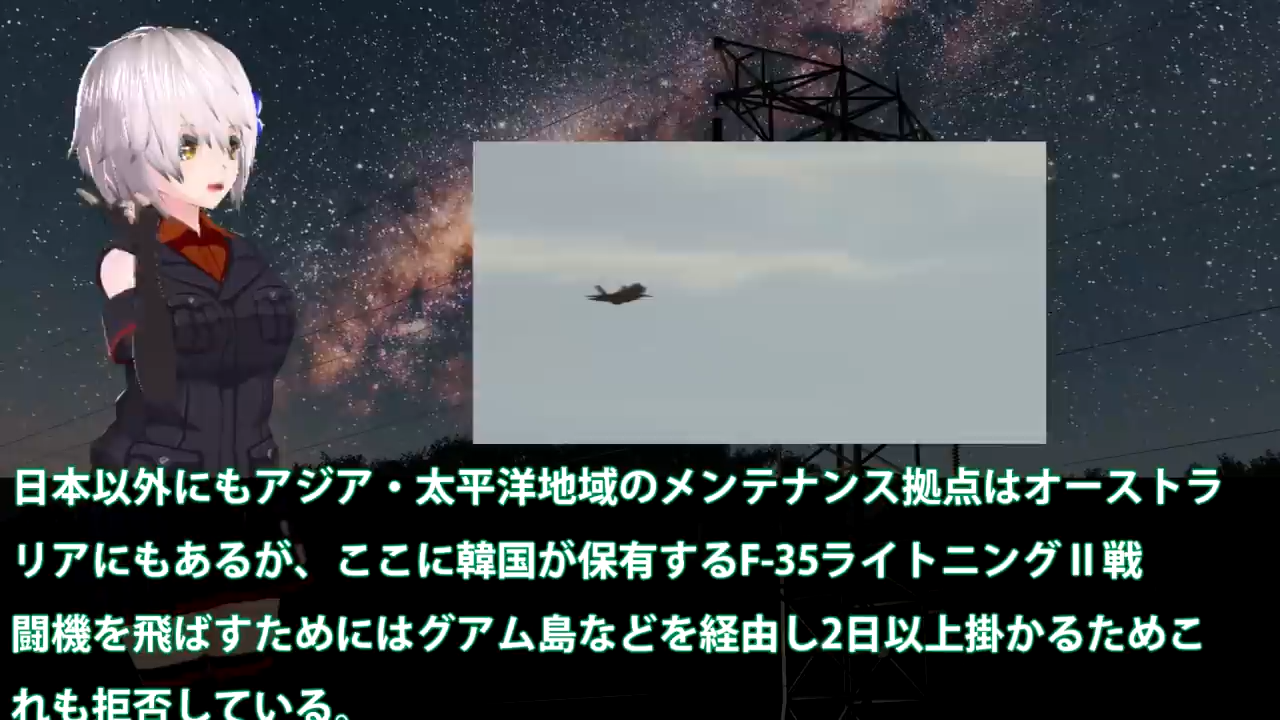 日本以外にもアジア・太平洋地域のメンテナンス拠点はオーストラ
リアにもあるが、ここに韓国が保有するF-35ライトニングⅡ戦
闘機を飛ばすためにはグアム島などを経由し2日以上掛かるためこ
れも拒否している。